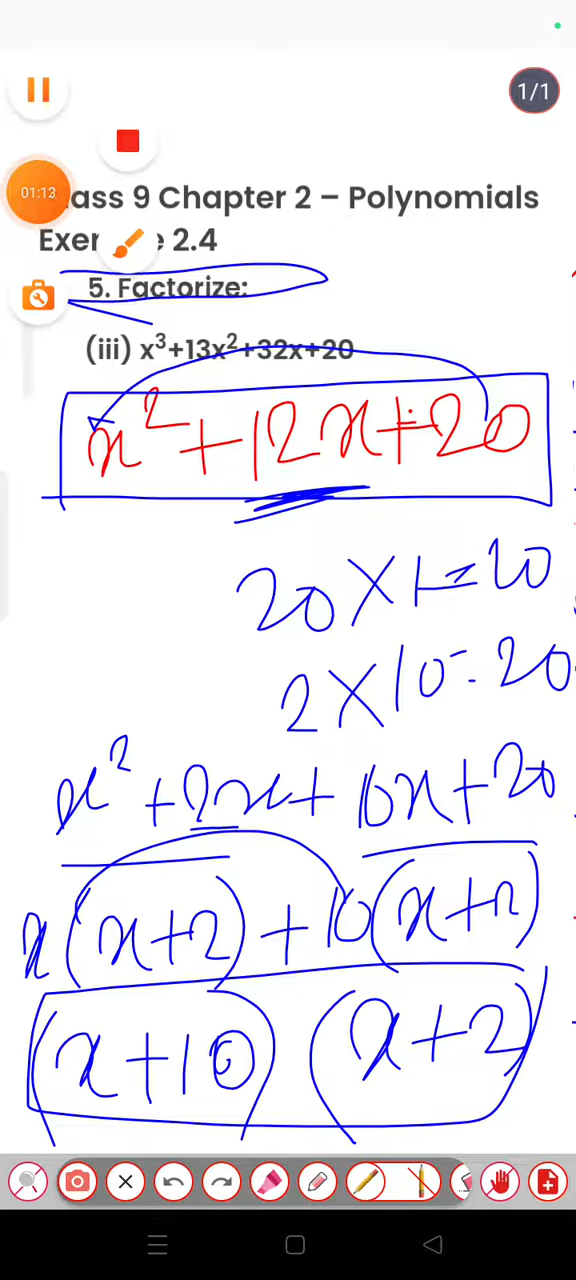 1/1
01:13
ass 9 Chapter 2 – Polynomials
Exer e 2.4
5. Factorize:
(iii) x³+13x²+32x+20
x²+12x+20
20×1=20
2×10=20
x²+2x+10x+20
x(x+2)+10(x+2)
(x+10)(x+2)